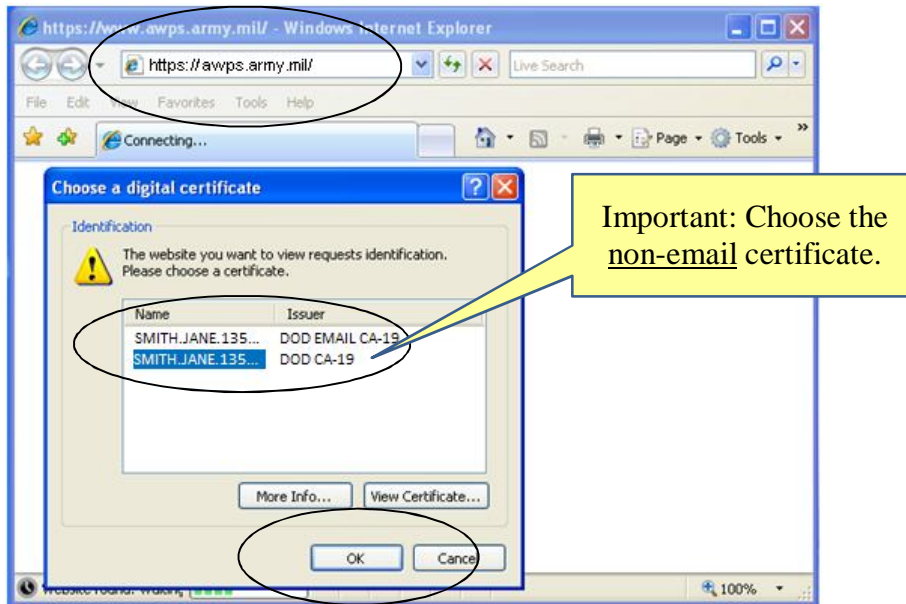 https://www.awps.army.mil/ - Windows Internet Explorer
https://awps.army.mil/
Live Search
File Edit View Favorites Tools Help
Connecting...
Page Tools »
Choose a digital certificate
Identification
The website you want to view requests identification.
Please choose a certificate.
Important: Choose the
non-email certificate.
Name Issuer
SMITH.JANE.135... DOD EMAIL CA-19
SMITH.JANE.135... DOD CA-19
More Info... View Certificate...
OK Cancel
100%